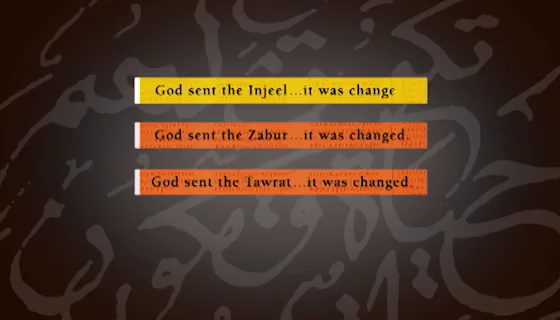 God sent the Injeel...it was change
God sent the Zabur...it was changed.
God sent the Tawrat...it was changed.